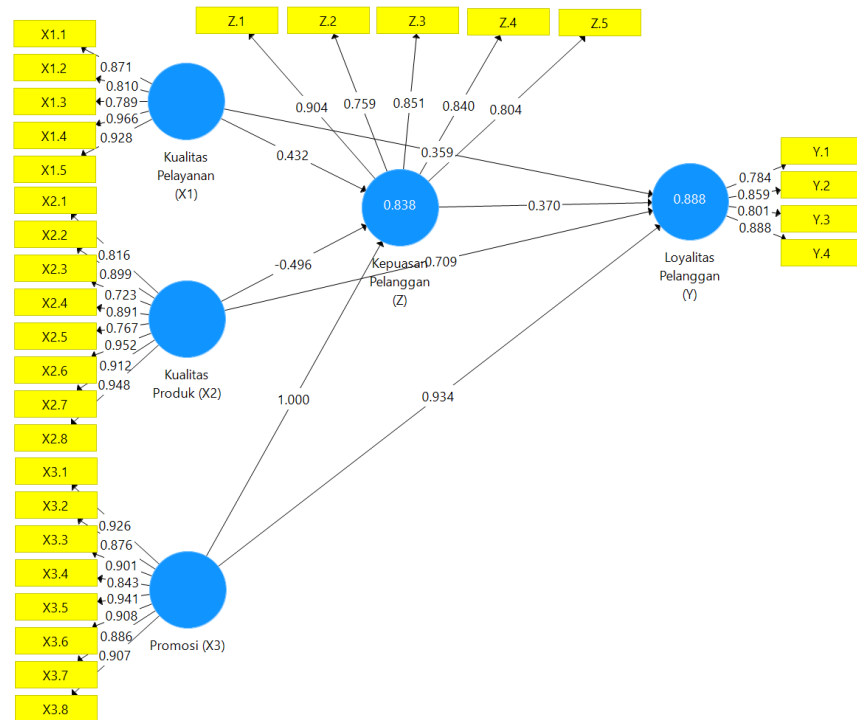 Z.1
Z.2
Z.3
Z.4
Z.5
X1.1
X1.2
X1.3
X1.4
X1.5
0.871
0.810
0.789
0.966
0.928
Kualitas
Pelayanan
(X1)
0.904
0.759
0.851
0.840
0.804
0.432
0.359
0.838
Kepuasan
Pelanggan
(Z)
0.370
0.888
Loyalitas
Pelanggan
(Y)
0.784
0.859
0.801
0.888
Y.1
Y.2
Y.3
Y.4
X2.1
X2.2
X2.3
X2.4
X2.5
X2.6
X2.7
X2.8
0.816
0.899
0.723
0.891
0.767
0.952
0.912
0.948
Kualitas
Produk (X2)
-0.496
-0.709
1.000
0.934
X3.1
X3.2
X3.3
X3.4
X3.5
X3.6
X3.7
X3.8
0.926
0.876
0.901
0.843
0.941
0.908
0.886
0.907
Promosi (X3)